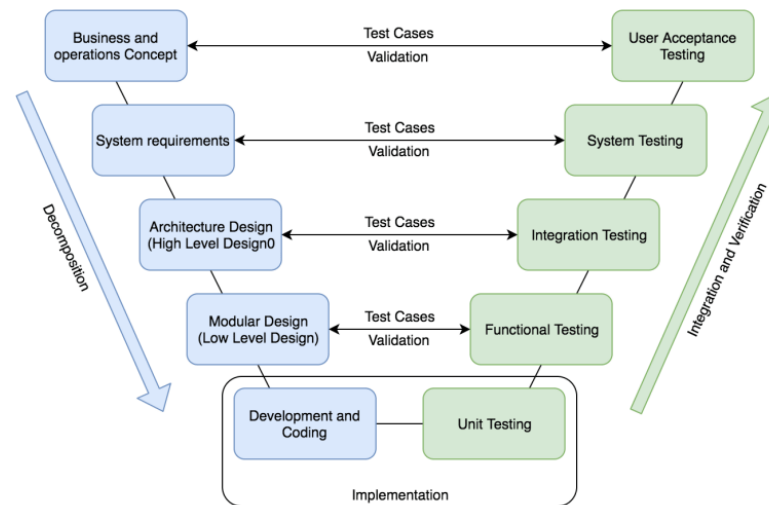 Business and
operations Concept
Test Cases
Validation
User Acceptance
Testing
System requirements
Test Cases
Validation
System Testing
Decomposition
Architecture Design
(High Level Design0
Test Cases
Validation
Integration Testing
Integration and Verification
Modular Design
(Low Level Design)
Test Cases
Validation
Functional Testing
Development and
Coding
Unit Testing
Implementation